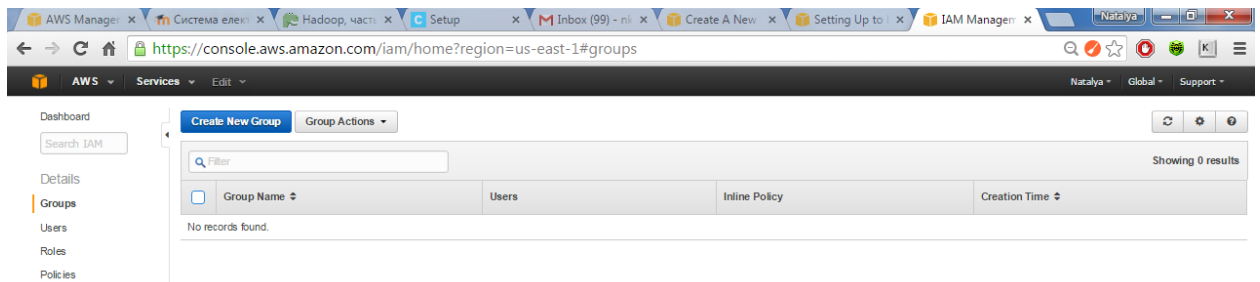 AWS Manager Система елект Hadoop, часть Setup Inbox (99) - Create A New Setting Up to IAM Managem Natalya
https://console.aws.amazon.com/iam/home?region=us-east-1#groups
AWS Services Edit Natalya Global Support
Dashboard Create New Group Group Actions
Search IAM
Filter Showing 0 results
Details
Groups Group Name Users Inline Policy Creation Time
Users No records found.
Roles
Policies